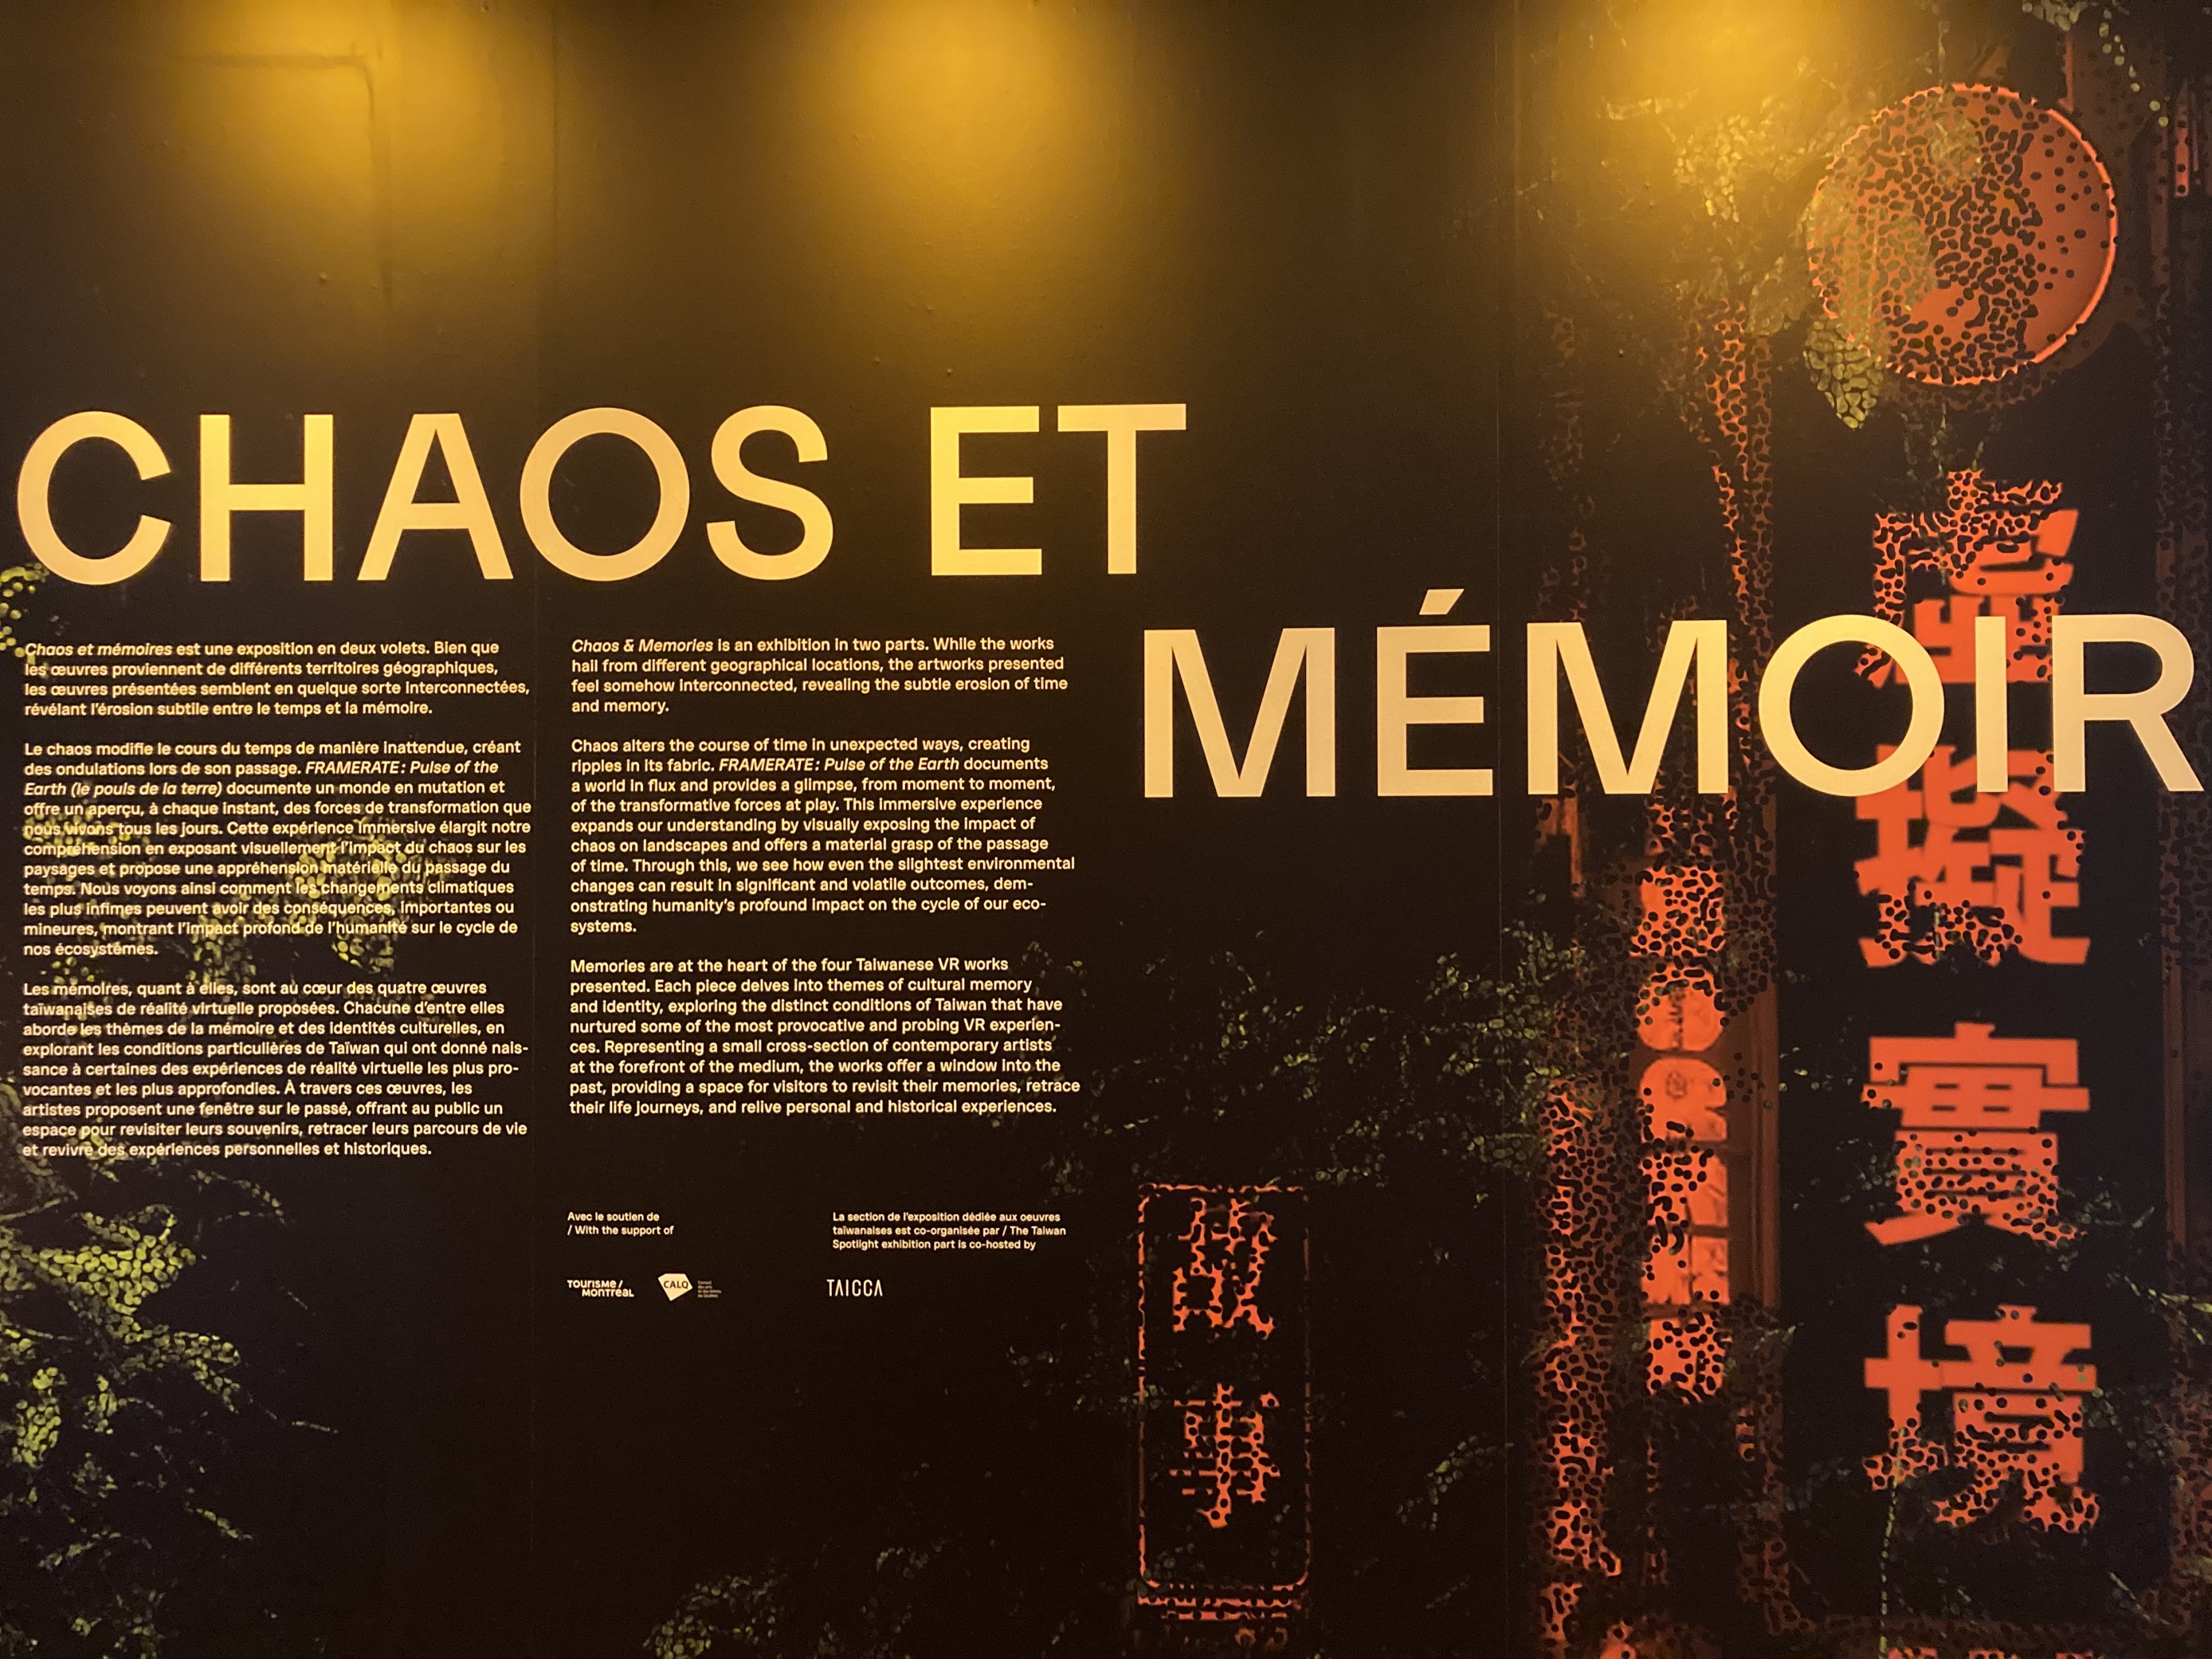 CHAOS ET
MÉMOIR
Chaos et mémoires est une exposition en deux volets. Bien que
les œuvres proviennent de différents territoires géographiques,
les œuvres présentées semblent en quelque sorte interconnectées,
révélant l'érosion subtile entre le temps et la mémoire.
Le chaos modifie le cours du temps de manière inattendue, créant
des ondulations lors de son passage. FRAMERATE: Pulse of the
Earth (le pouls de la terre) documente un monde en mutation et
offre un aperçu, à chaque instant, des forces de transformation que
nous vivons tous les jours. Cette expérience immersive élargit notre
compréhension en exposant visuellement l'impact du chaos sur les
paysages et propose une appréhension matérielle du passage du
temps. Nous voyons ainsi comment les changements climatiques
les plus infimes peuvent avoir des conséquences, importantes ou
mineures, montrant l'impact profond de l'humanité sur le cycle de
nos écosystèmes.
Les mémoires, quant à elles, sont au cœur des quatre œuvres
taïwanaises de réalité virtuelle proposées. Chacune d'entre elles
aborde les thèmes de la mémoire et des identités culturelles, en
explorant les conditions particulières de Taïwan qui ont donné nais-
sance à certaines des expériences de réalité virtuelle les plus pro-
vocantes et les plus approfondies. À travers ces œuvres, les
artistes proposent une fenêtre sur le passé, offrant au public un
espace pour revisiter leurs souvenirs, retracer leurs parcours de vie
et revivre des expériences personnelles et historiques.
Chaos & Memories is an exhibition in two parts. While the works
hail from different geographical locations, the artworks presented
feel somehow interconnected, revealing the subtle erosion of time
and memory.
Chaos alters the course of time in unexpected ways, creating
ripples in its fabric. FRAMERATE: Pulse of the Earth documents
a world in flux and provides a glimpse, from moment to moment,
of the transformative forces at play. This immersive experience
expands our understanding by visually exposing the impact of
chaos on landscapes and offers a material grasp of the passage
of time. Through this, we see how even the slightest environmental
changes can result in significant and volatile outcomes, dem-
onstrating humanity's profound impact on the cycle of our eco-
systems.
Memories are at the heart of the four Taiwanese VR works
presented. Each piece delves into themes of cultural memory
and identity, exploring the distinct conditions of Taiwan that have
nurtured some of the most provocative and probing VR experien-
ces. Representing a small cross-section of contemporary artists
at the forefront of the medium, the works offer a window into the
past, providing a space for visitors to revisit their memories, retrace
their life journeys, and relive personal and historical experiences.
Avec le soutien de
/ With the support of
TOURISME/
MONTRÉAL
CALQ
La section de l'exposition dédiée aux oeuvres
taïwanaises est co-organisée par / The Taiwan
Spotlight exhibition part is co-hosted by
TAICCA
故事
虛擬實境